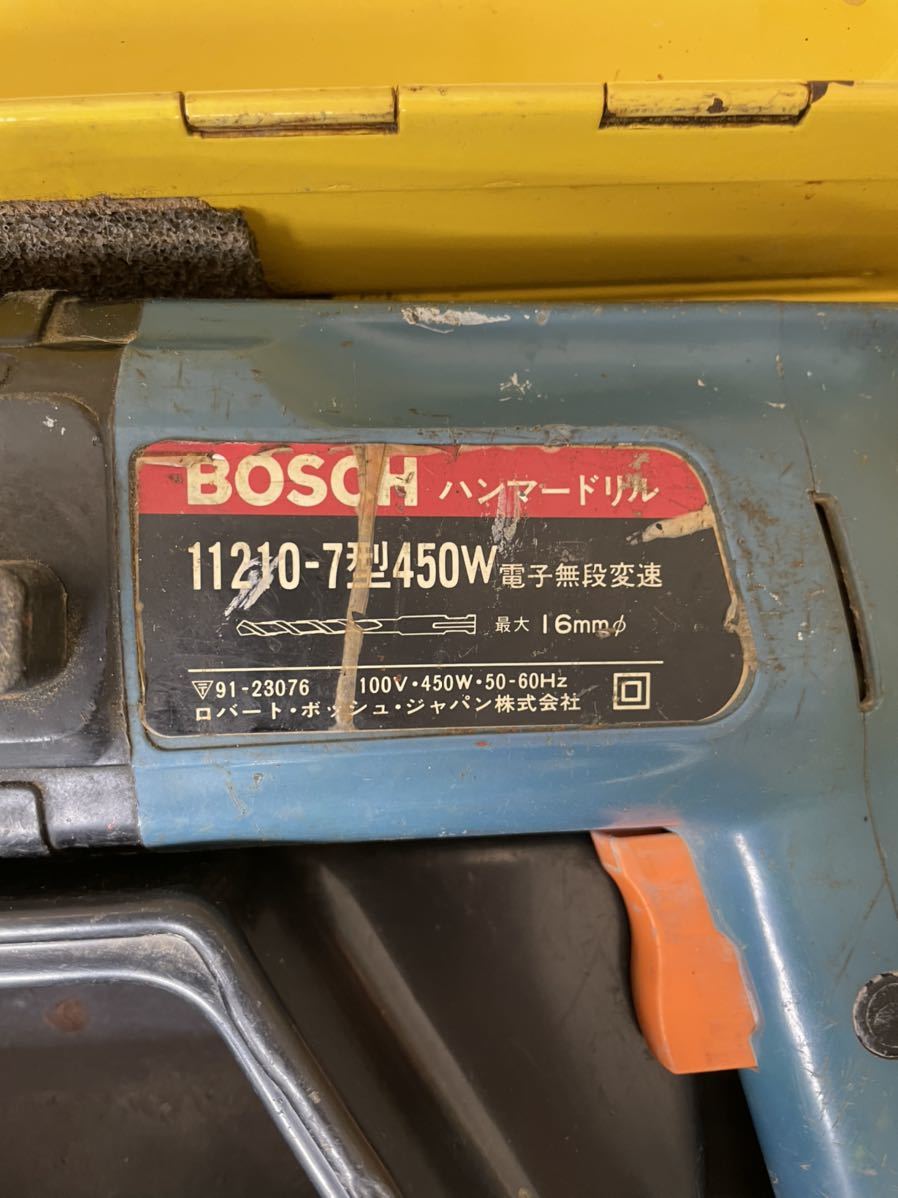 BOSCH ハンマードリル
11210-7型450W 電子無段変速
最大 16mmφ
〒91-23076 100V・450W・50-60Hz
ロバート・ボッシュ・ジャパン株式会社